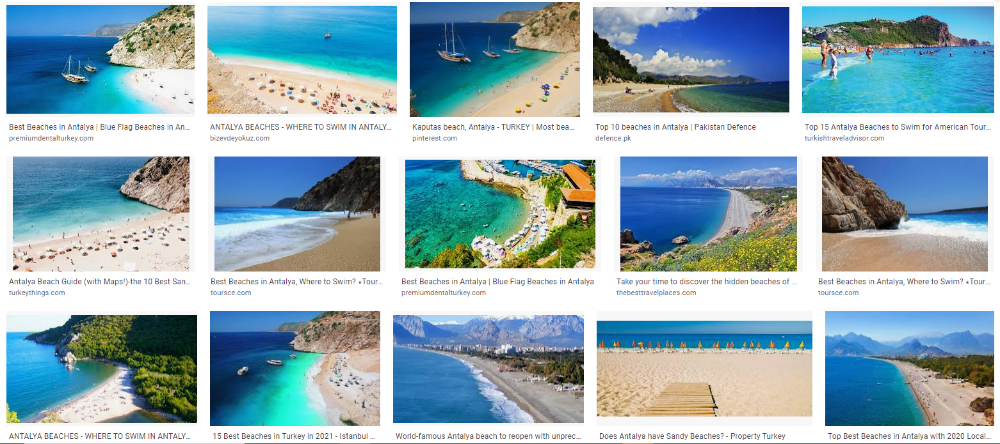 Best Beaches in Antalya | Blue Flag Beaches in An...
premiumdentalturkey.com
ANTALYA BEACHES - WHERE TO SWIM IN ANTALY...
bizevdeyokuz.com
Kaputas beach, Antalya - TURKEY | Most bea...
pinterest.com
Top 10 beaches in Antalya | Pakistan Defence
defence.pk
Top 15 Antalya Beaches to Swim for American Tour...
turkishtraveladvisor.com
Antalya Beach Guide (with Maps!)-the 10 Best San...
turkeythings.com
Best Beaches in Antalya, Where to Swim? ⋆Tour...
toursce.com
Best Beaches in Antalya | Blue Flag Beaches in Antalya
premiumdentalturkey.com
Take your time to discover the hidden beaches of ...
thebesttravelplaces.com
Best Beaches in Antalya, Where to Swim? ⋆Tour...
toursce.com
ANTALYA BEACHES - WHERE TO SWIM IN ANTALY...
15 Best Beaches in Turkey in 2021 - Istanbul ...
World-famous Antalya beach to reopen with unprec...
Does Antalya have Sandy Beaches? - Property Turkey
Top Best Beaches in Antalya with 2020 Local...